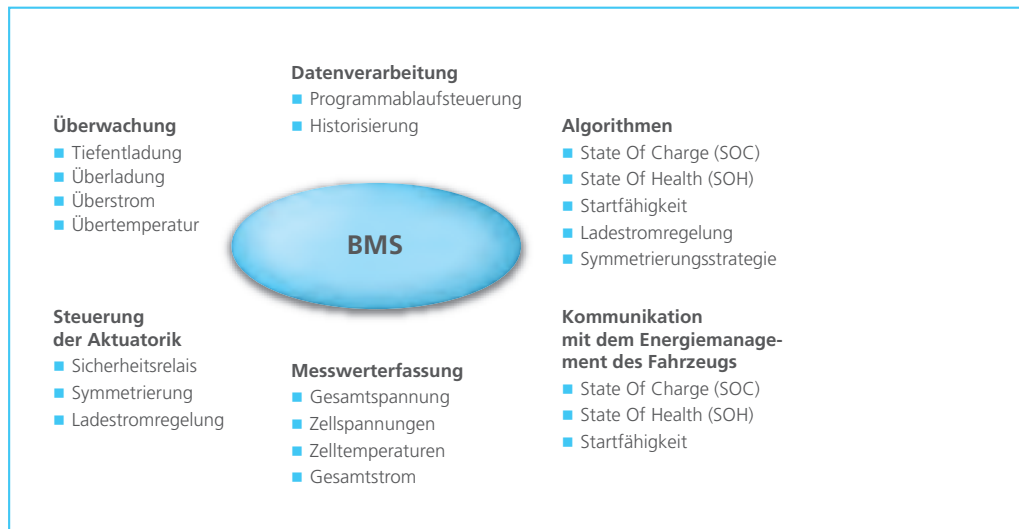 Datenverarbeitung
Programmablaufsteuerung
Historisierung
Überwachung
Tiefentladung
Überladung
Überstrom
Übertemperatur
Algorithmen
State Of Charge (SOC)
State Of Health (SOH)
Startfähigkeit
Ladestromregelung
Symmetrierungsstrategie
BMS
Steuerung
der Aktuatorik
Sicherheitsrelais
Symmetrierung
Ladestromregelung
Messwerterfassung
Gesamtspannung
Zellspannungen
Zelltemperaturen
Gesamtstrom
Kommunikation
mit dem Energiemanage-
ment des Fahrzeugs
State Of Charge (SOC)
State Of Health (SOH)
Startfähigkeit